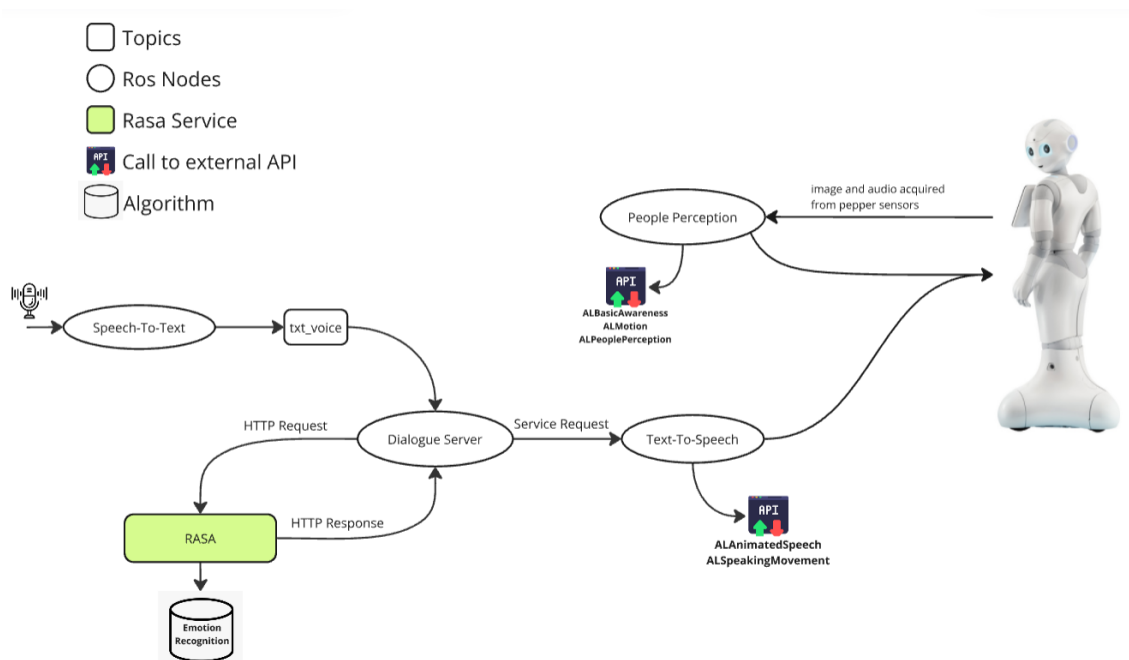 Topics
Ros Nodes
Rasa Service
API
Call to external API
Algorithm
image and audio acquired
from pepper sensors
People Perception
API
ALBasicAwareness
ALMotion
ALPeoplePerception
Speech-To-Text
txt_voice
HTTP Request
Dialogue Server
Service Request
Text-To-Speech
HTTP Response
RASA
API
ALAnimatedSpeech
ALSpeakingMovement
Emotion
Recognition